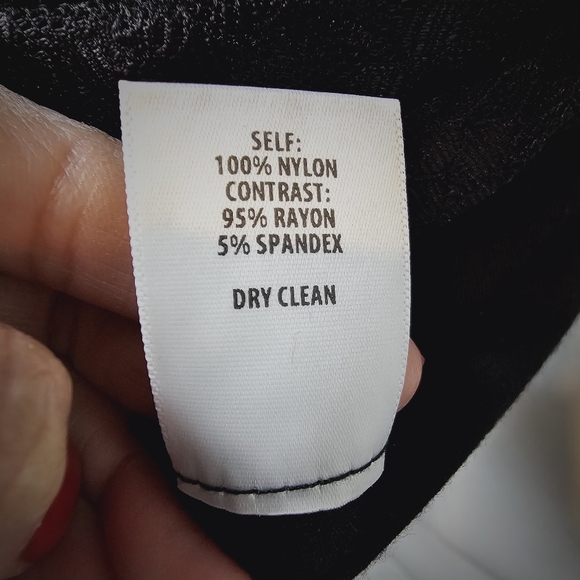 SELF:
100% NYLON
CONTRAST:
95% RAYON
5% SPANDEX
DRY CLEAN